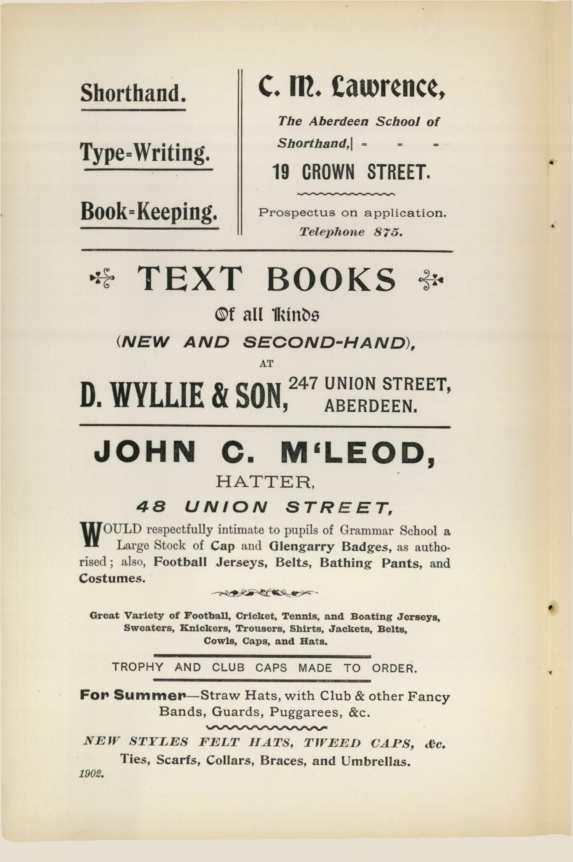 Shorthand.
Type=Writing.
Book=Keeping.
C. M. Lawrence,
The Aberdeen School of
Shorthand, - - -
19 CROWN STREET.
Prospectus on application.
Telephone 875.
TEXT BOOKS
Of all kinds
(NEW AND SECOND-HAND),
AT
D. WYLLIE & SON, 247 UNION STREET,
ABERDEEN.
JOHN C. M‘LEOD,
HATTER,
48 UNION STREET,
WOULD respectfully intimate to pupils of Grammar School a
Large Stock of Cap and Glengarry Badges, as autho-
rised; also, Football Jerseys, Belts, Bathing Pants, and
Costumes.
Great Variety of Football, Cricket, Tennis, and Boating Jerseys,
Sweaters, Knickers, Trousers, Shirts, Jackets, Belts,
Cowls, Caps, and Hats.
TROPHY AND CLUB CAPS MADE TO ORDER.
For Summer—Straw Hats, with Club & other Fancy
Bands, Guards, Puggarees, &c.
NEW STYLES FELT HATS, TWEED CAPS, &c.
Ties, Scarfs, Collars, Braces, and Umbrellas.
1902.